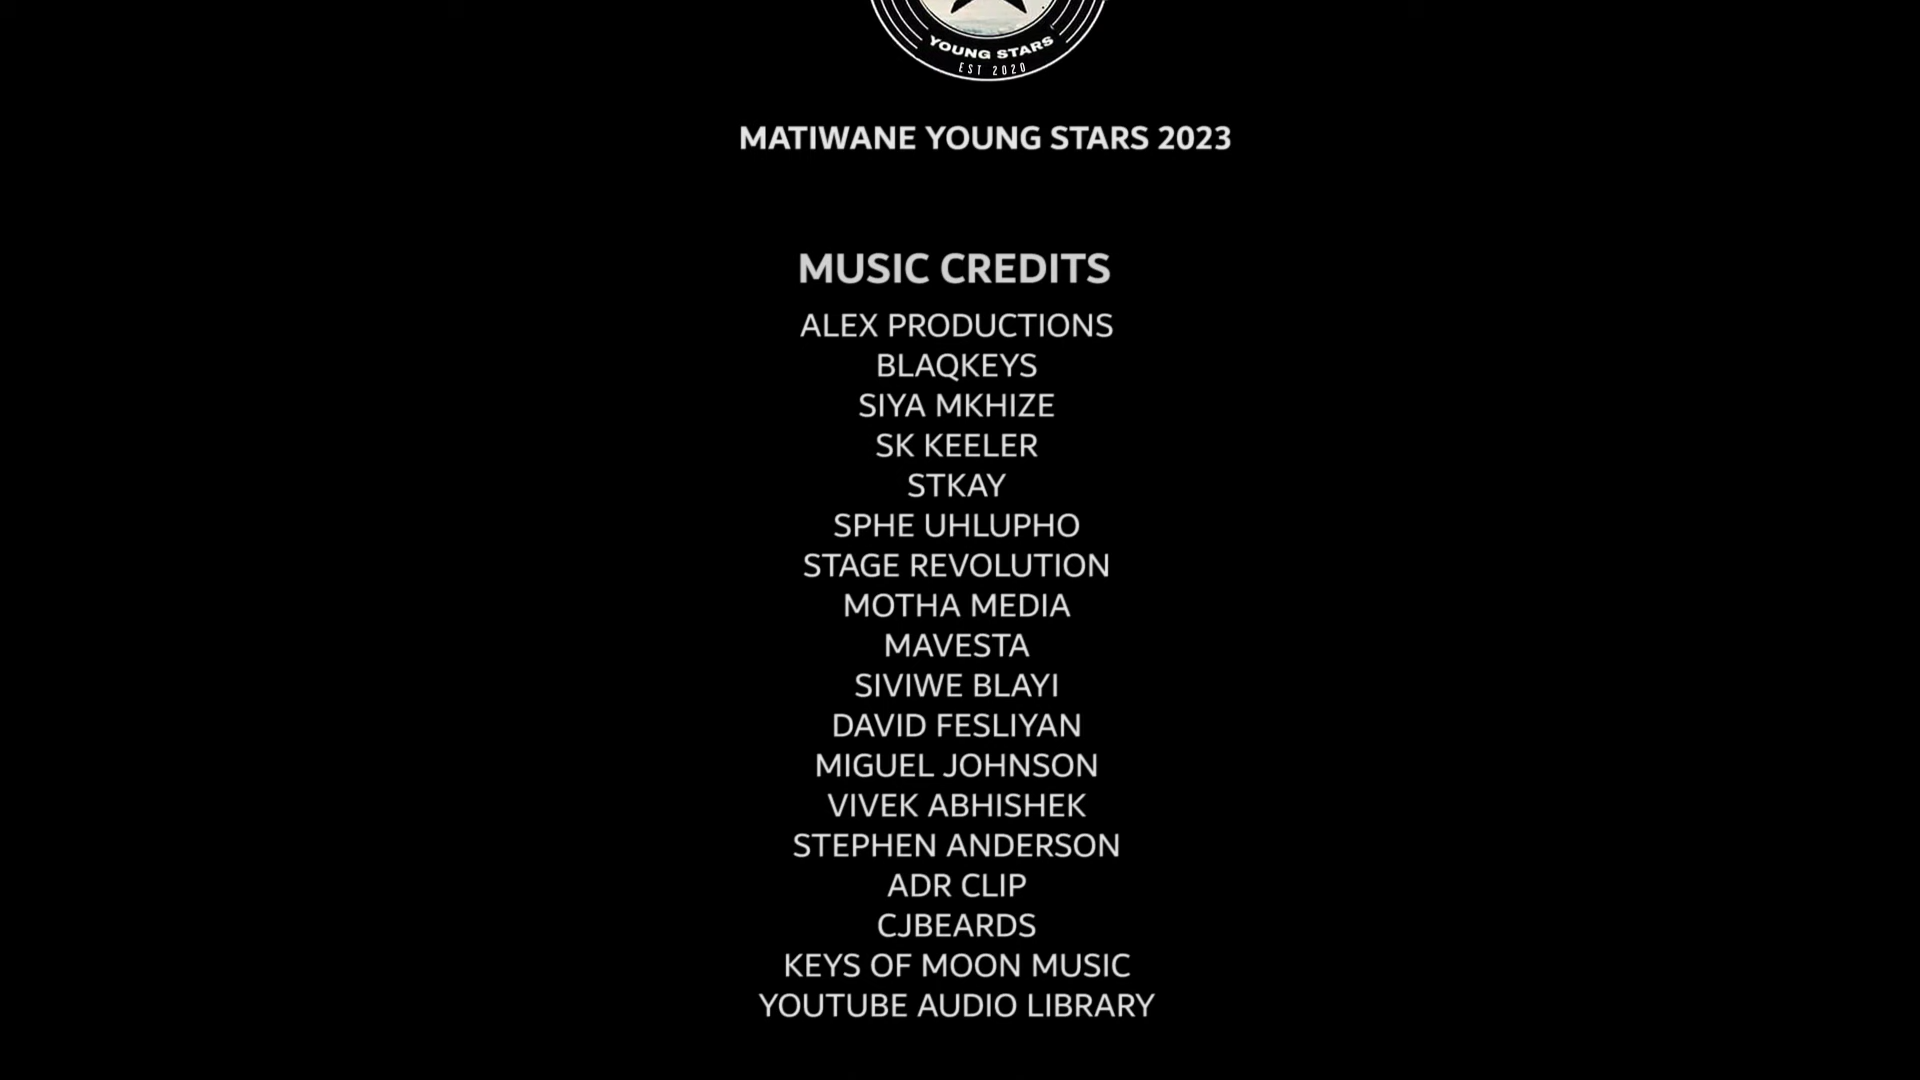 YOUNG STARS
EST 2020
MATIWANE YOUNG STARS 2023
MUSIC CREDITS
ALEX PRODUCTIONS
BLAQKEYS
SIYA MKHIZE
SK KEELER
STKAY
SPHE UHLUPHO
STAGE REVOLUTION
MOTHA MEDIA
MAVESTA
SIVIWE BLAYI
DAVID FESLIYAN
MIGUEL JOHNSON
VIVEK ABHISHEK
STEPHEN ANDERSON
ADR CLIP
CJBEARDS
KEYS OF MOON MUSIC
YOUTUBE AUDIO LIBRARY